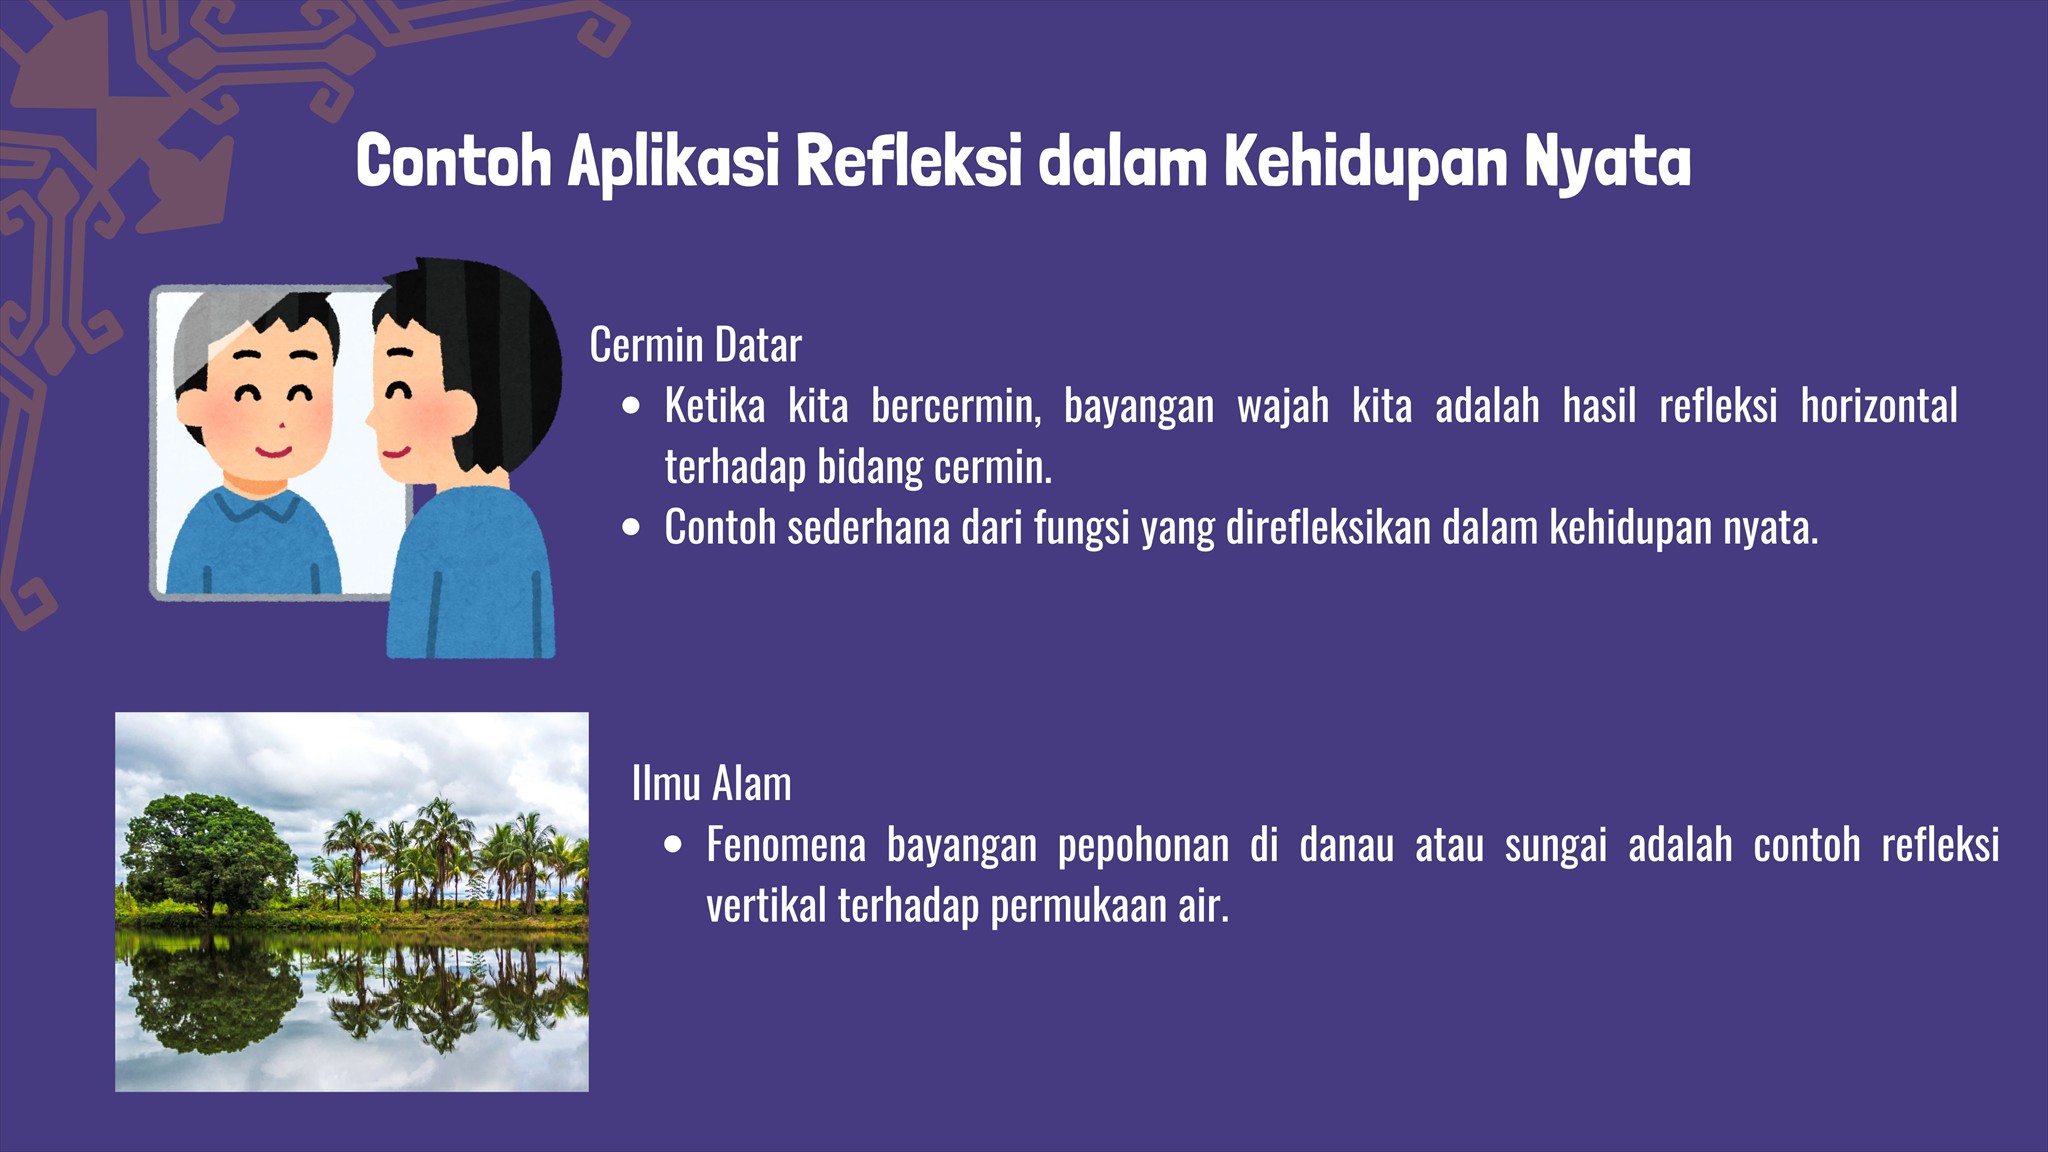 Contoh Aplikasi Refleksi dalam Kehidupan Nyata
Cermin Datar
• Ketika kita bercermin, bayangan wajah kita adalah hasil refleksi horizontal
terhadap bidang cermin.
• Contoh sederhana dari fungsi yang direfleksikan dalam kehidupan nyata.
Ilmu Alam
• Fenomena bayangan pepohonan di danau atau sungai adalah contoh refleksi
vertikal terhadap permukaan air.